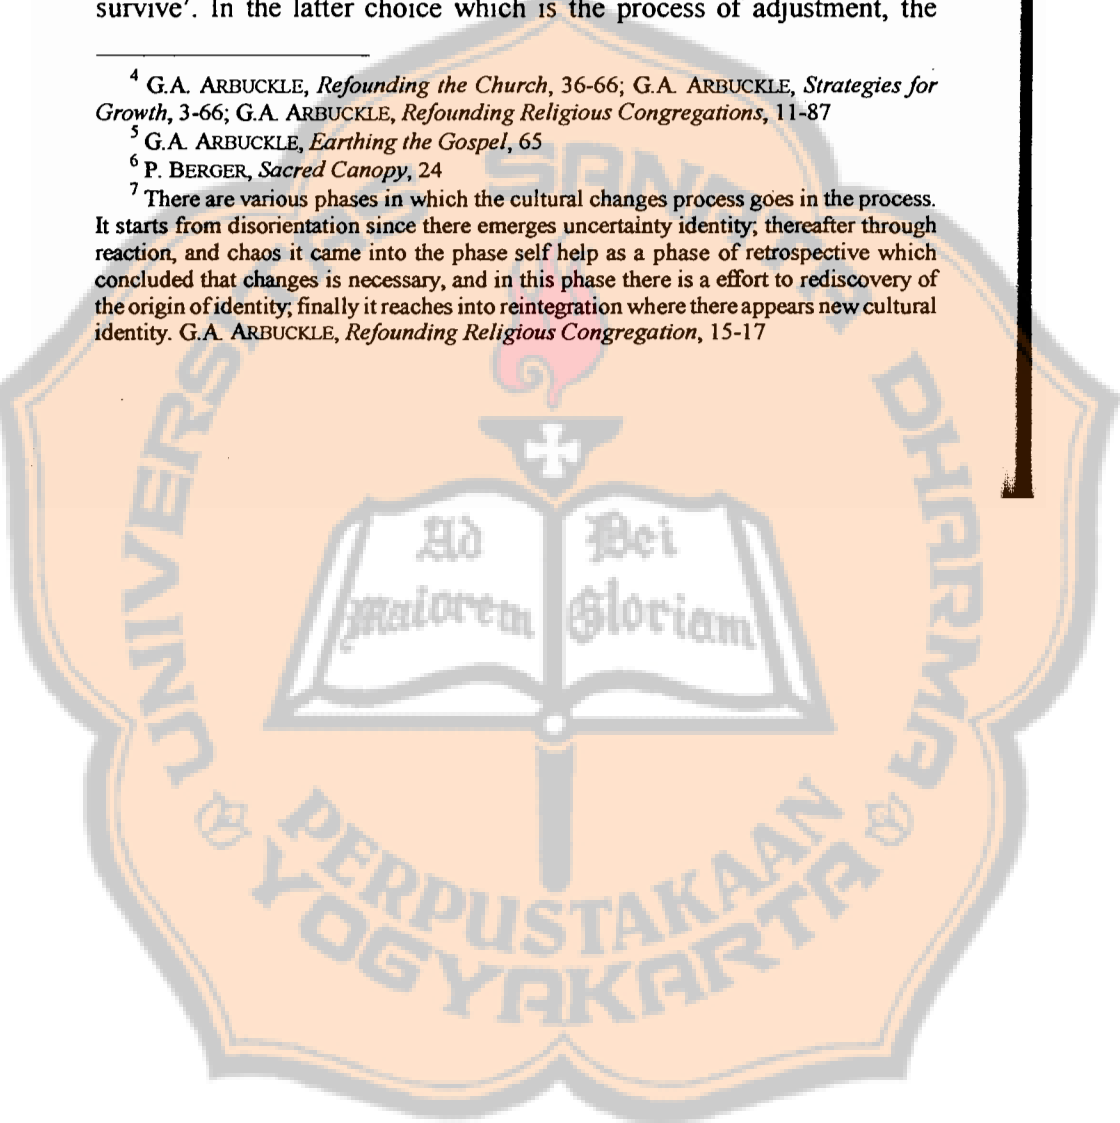 survive'. In the latter choice which is the process of adjustment, the
4 G.A. ARBUCKLE, Refounding the Church, 36-66; G.A. ARBUCKLE, Strategies for
Growth, 3-66; G.A. ARBUCKLE, Refounding Religious Congregations, 11-87
5 G.A. ARBUCKLE, Earthing the Gospel, 65
6 P. BERGER, Sacred Canopy, 24
7 There are various phases in which the cultural changes process goes in the process.
It starts from disorientation since there emerges uncertainty identity; thereafter through
reaction, and chaos it came into the phase self help as a phase of retrospective which
concluded that changes is necessary, and in this phase there is a effort to rediscovery of
the origin of identity; finally it reaches into reintegration where there appears new cultural
identity. G.A. ARBUCKLE, Refounding Religious Congregation, 15-17
UNIVERSITAS SANATA DHARMA
Ad Dei
maiorem Gloriam
PERPUSTAKAAN
YOGYAKARTA